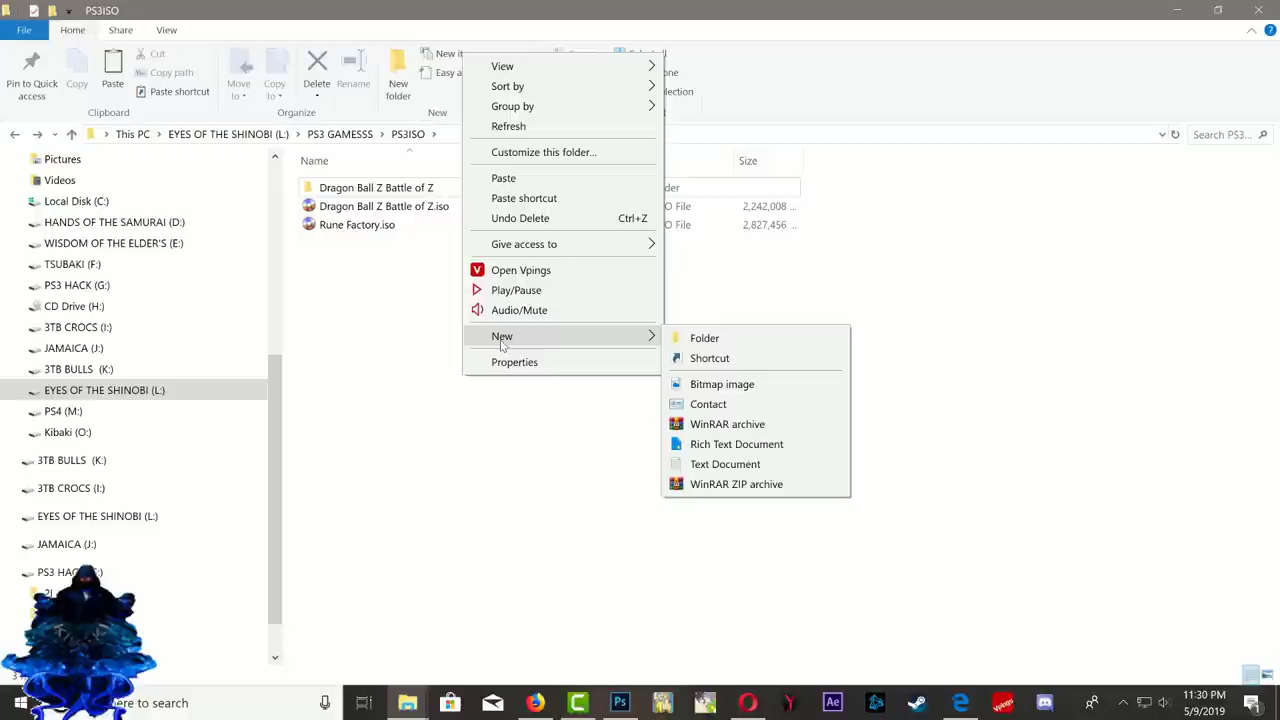 PS3ISO
File Home Share View
Pin to Quick access
Copy
Paste
Cut
Copy path
Paste shortcut
Clipboard
Move to
Copy to
Delete
Rename
Organize
New folder
New
This PC > EYES OF THE SHINOBI (L:) > PS3 GAMESSS > PS3ISO >
Search PS3...
Pictures
Videos
Local Disk (C:)
HANDS OF THE SAMURAI (D:)
WISDOM OF THE ELDER'S (E:)
TSUBAKI (F:)
PS3 HACK (G:)
CD Drive (H:)
3TB CROCS (I:)
JAMAICA (J:)
3TB BULLS (K:)
EYES OF THE SHINOBI (L:)
PS4 (M:)
Kibaki (O:)
3TB BULLS (K:)
3TB CROCS (I:)
EYES OF THE SHINOBI (L:)
JAMAICA (J:)
Name
Size
Dragon Ball Z Battle of Z
Dragon Ball Z Battle of Z.iso
2,242,008 ...
Rune Factory.iso
2,827,456 ...
View
Sort by
Group by
Refresh
Customize this folder...
Paste
Paste shortcut
Undo Delete Ctrl+Z
Give access to
Open Vpings
Play/Pause
Audio/Mute
New
Properties
Folder
Shortcut
Bitmap image
Contact
WinRAR archive
Rich Text Document
Text Document
WinRAR ZIP archive
to search
11:30 PM
5/9/2019